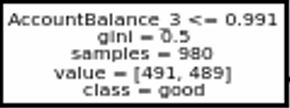 AccountBalance_3 <= 0.991
gini = 0.5
samples = 980
value = [491, 489]
class = good